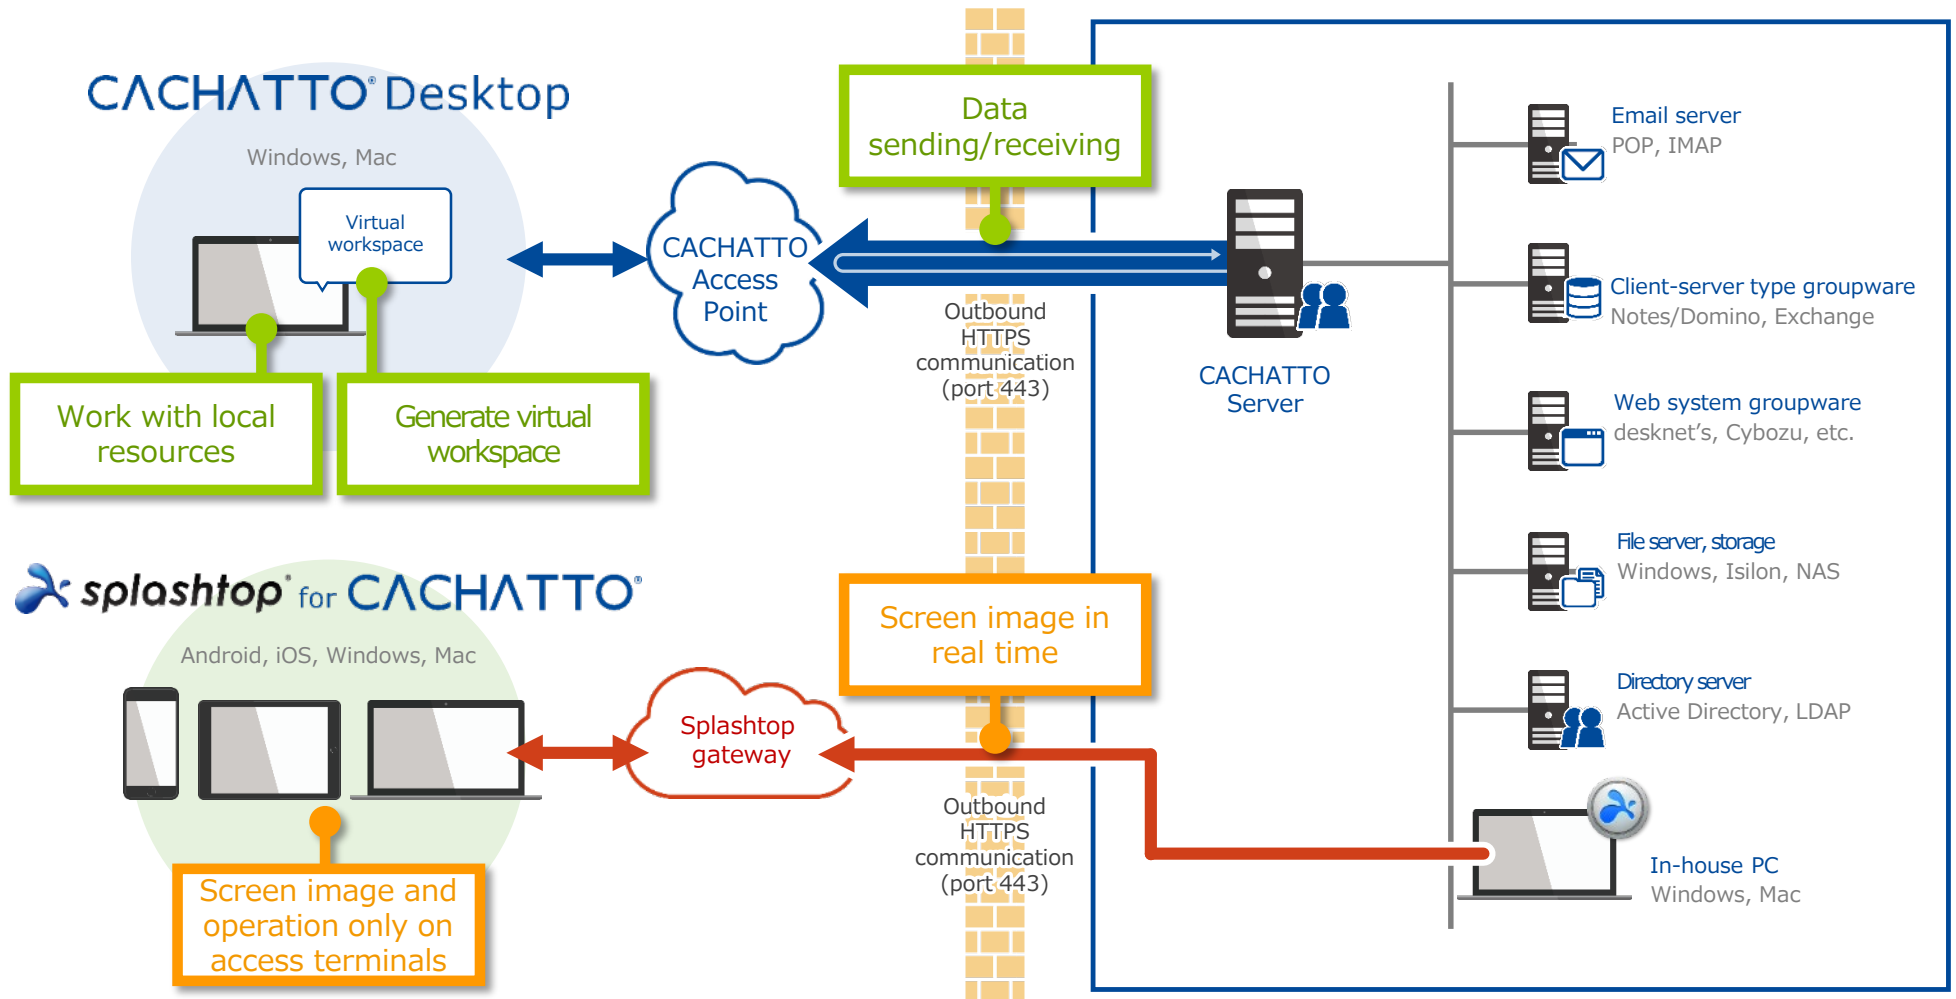 CACHATTO® Desktop
Windows, Mac
Virtual
workspace
Work with local
resources
Generate virtual
workspace
CACHATTO
Access
Point
Data
sending/receiving
Outbound
HTTPS
communication
(port 443)
CACHATTO
Server
Email server
POP, IMAP
Client-server type groupware
Notes/Domino, Exchange
Web system groupware
desknet’s, Cybozu, etc.
File server, storage
Windows, Isilon, NAS
Directory server
Active Directory, LDAP
In-house PC
Windows, Mac
splashtop® for CACHATTO®
Android, iOS, Windows, Mac
Screen image and
operation only on
access terminals
Splashtop
gateway
Screen image in
real time
Outbound
HTTPS
communication
(port 443)